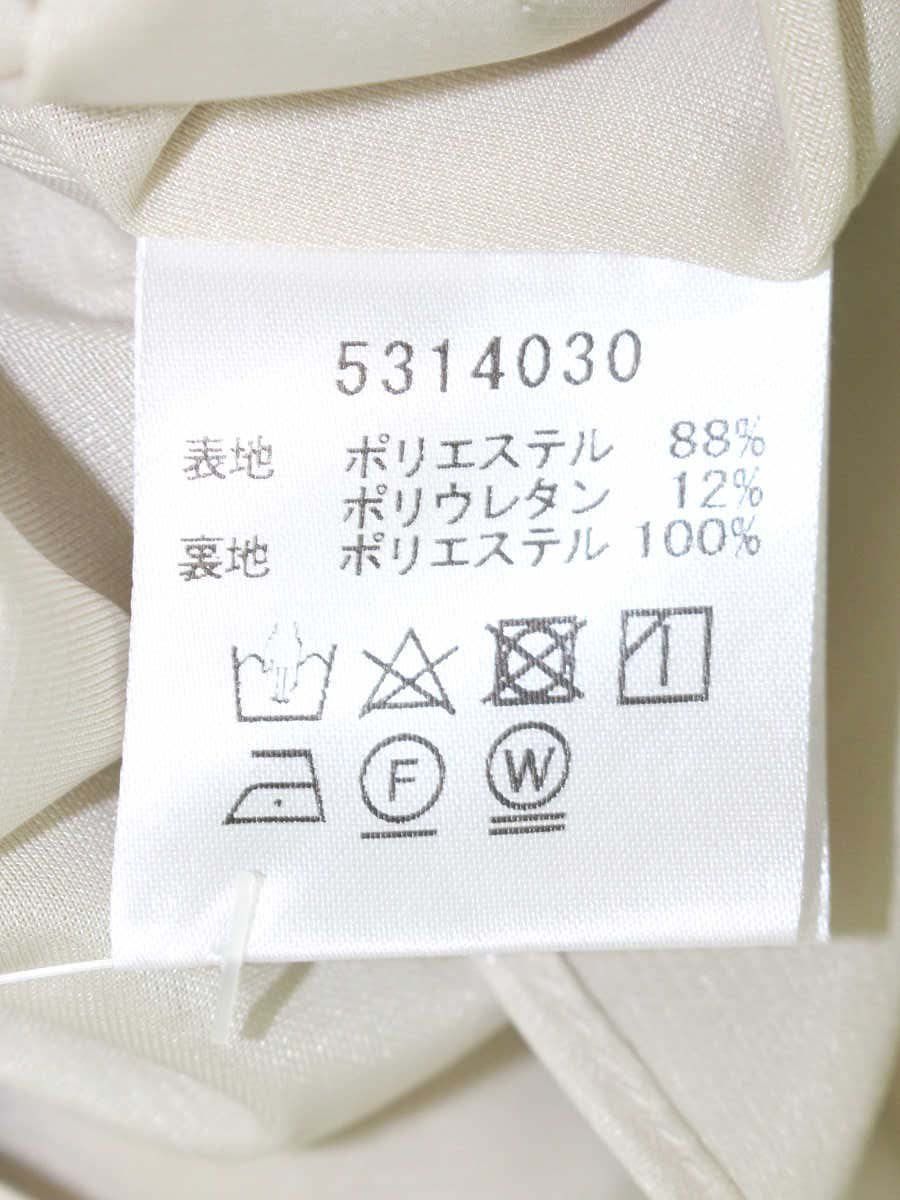 5314030
表地 ポリエステル 88%
ポリウレタン 12%
裏地 ポリエステル 100%
F W